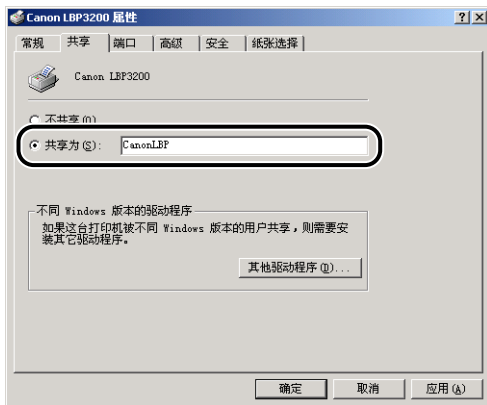 Canon LBP3200 属性
常规 共享 端口 高级 安全 纸张选择
Canon LBP3200
不共享(O)
共享为(S): CanonLBP
不同 Windows 版本的驱动程序
如果这台打印机被不同 Windows 版本的用户共享，则需要安
装其它驱动程序。
其他驱动程序(D)...
确定 取消 应用(A)